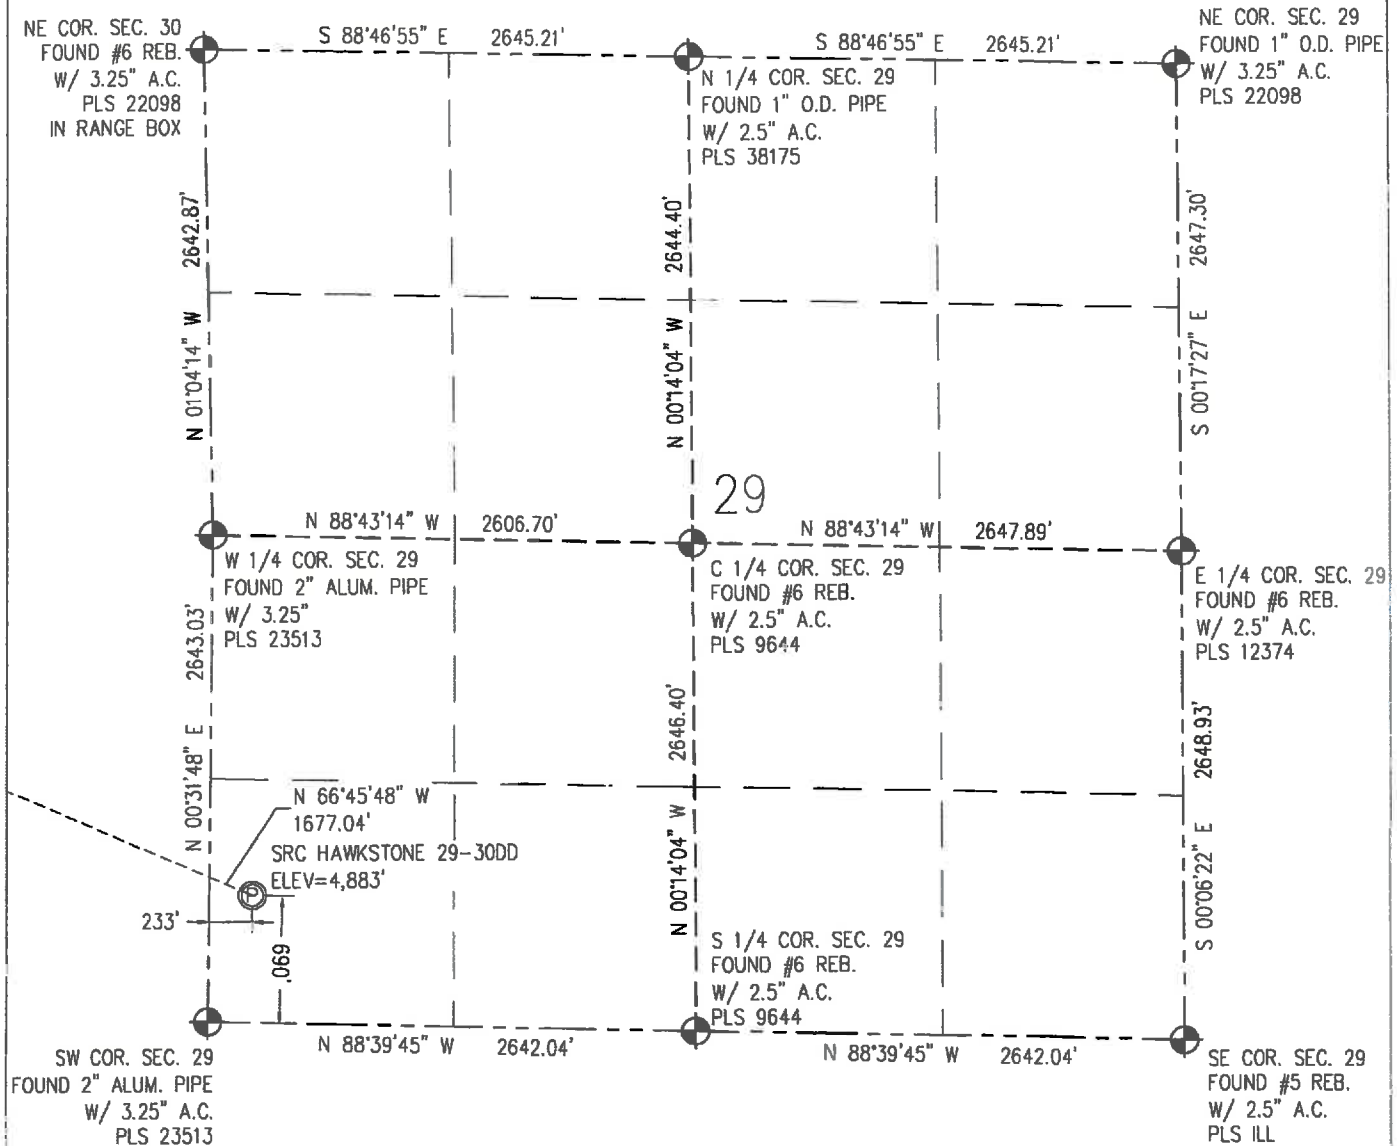 NE COR. SEC. 30
FOUND #6 REB.
W/ 3.25" A.C.
PLS 22098
IN RANGE BOX
S 88°46'55" E 2645.21'
N 1/4 COR. SEC. 29
FOUND 1" O.D. PIPE
W/ 2.5" A.C.
PLS 38175
S 88°46'55" E 2645.21'
NE COR. SEC. 29
FOUND 1" O.D. PIPE
W/ 3.25" A.C.
PLS 22098
N 01°04'14" W 2642.87'
N 00°14'04" W 2644.40'
S 00°17'27" E 2647.30'
29
N 88°43'14" W 2606.70'
N 88°43'14" W 2647.89'
W 1/4 COR. SEC. 29
FOUND 2" ALUM. PIPE
W/ 3.25"
PLS 23513
C 1/4 COR. SEC. 29
FOUND #6 REB.
W/ 2.5" A.C.
PLS 9644
E 1/4 COR. SEC. 29
FOUND #6 REB.
W/ 2.5" A.C.
PLS 12374
N 00°31'48" E 2643.03'
N 00°14'04" W 2646.40'
S 00°06'22" E 2648.93'
N 66°45'48" W
1677.04'
SRC HAWKSTONE 29-30DD
ELEV=4,883'
P
233'
690'
S 1/4 COR. SEC. 29
FOUND #6 REB.
W/ 2.5" A.C.
PLS 9644
N 88°39'45" W 2642.04'
N 88°39'45" W 2642.04'
SW COR. SEC. 29
FOUND 2" ALUM. PIPE
W/ 3.25" A.C.
PLS 23513
SE COR. SEC. 29
FOUND #5 REB.
W/ 2.5" A.C.
PLS ILL